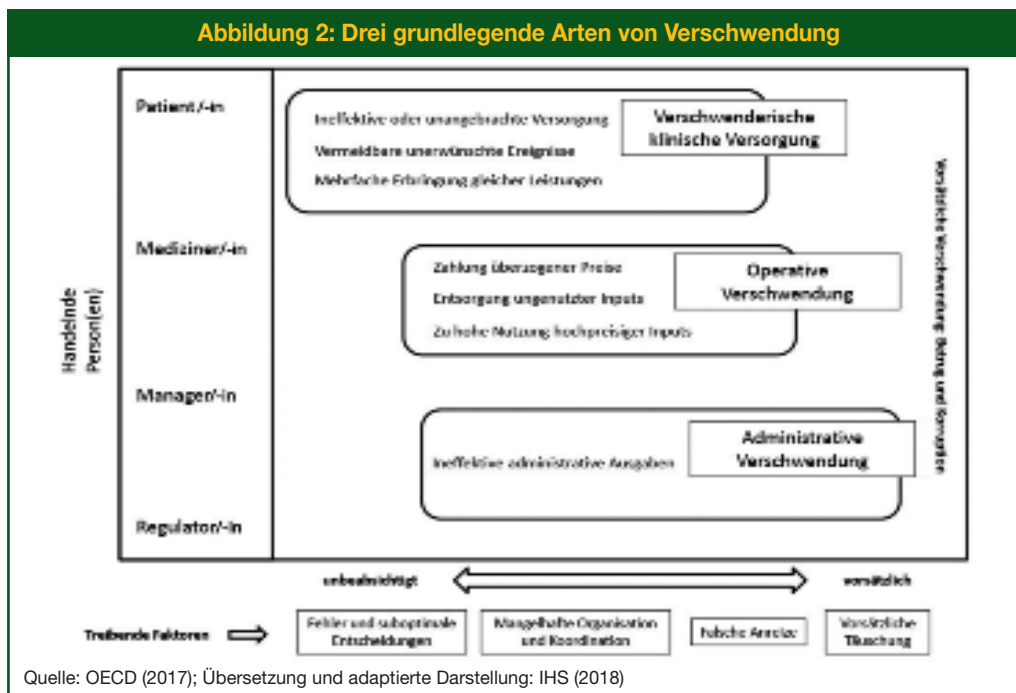 Abbildung 2: Drei grundlegende Arten von Verschwendung
Patient/-in
Ineffektive oder unangebrachte Versorgung
Vermeidbare unerwünschte Ereignisse
Mehrfache Erbringung gleicher Leistungen
Verschwenderische
klinische Versorgung
Mediziner/-in
Zahlung überzogener Preise
Entsorgung ungenutzter Inputs
Zu hohe Nutzung hochpreisiger Inputs
Operative
Verschwendung
Handelnde
Person(en)
Manager/-in
Ineffektive administrative Ausgaben
Administrative
Verschwendung
Regulator/-in
Vorsätzliche Verschwendung: Betrug und Korruption
unbeabsichtigt
vorsätzlich
Treibende Faktoren
Fehler und suboptimale
Entscheidungen
Mangelhafte Organisation
und Koordination
Falsche Anreize
Vorsätzliche
Täuschung
Quelle: OECD (2017); Übersetzung und adaptierte Darstellung: IHS (2018)